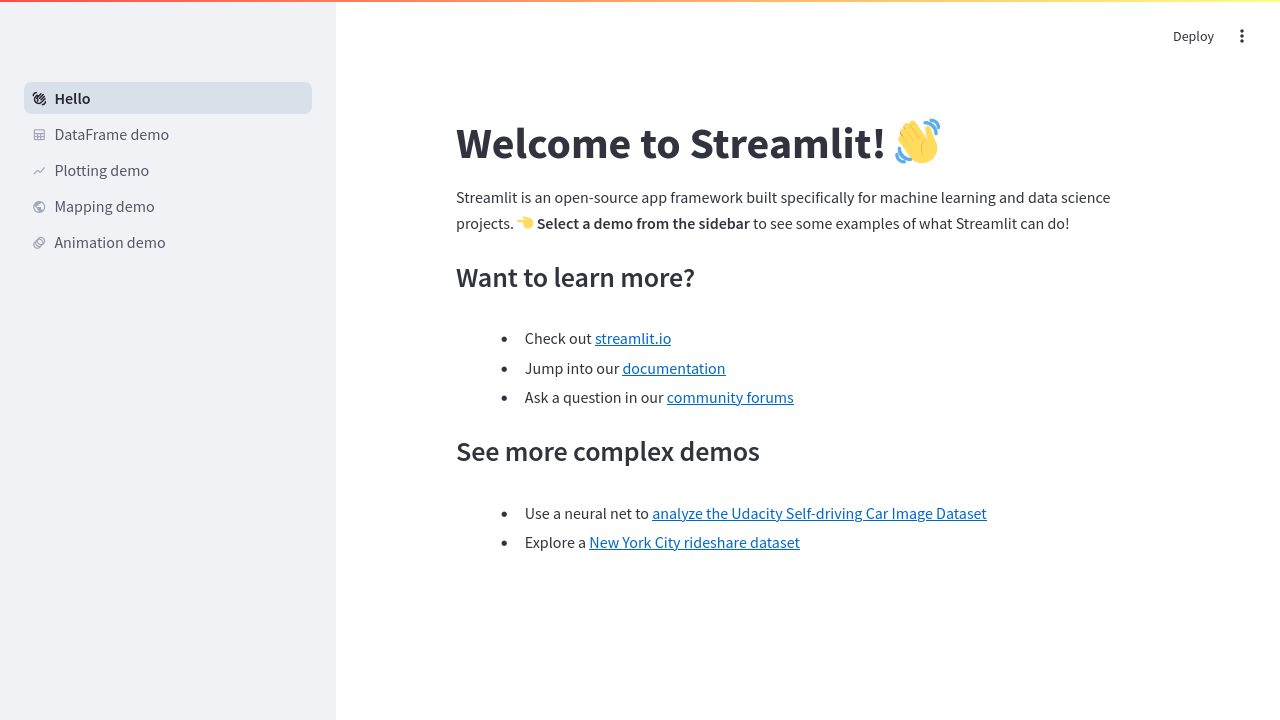 Deploy
Hello
DataFrame demo
Plotting demo
Mapping demo
Animation demo
Welcome to Streamlit! 👋
Streamlit is an open-source app framework built specifically for machine learning and data science
projects. 👈 Select a demo from the sidebar to see some examples of what Streamlit can do!
Want to learn more?
• Check out streamlit.io
• Jump into our documentation
• Ask a question in our community forums
See more complex demos
• Use a neural net to analyze the Udacity Self-driving Car Image Dataset
• Explore a New York City rideshare dataset